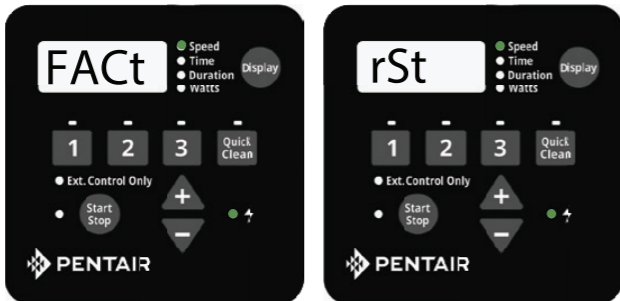 FACt
Speed
Time
Duration
Watts
Display
1 2 3 Quick Clean
Ext. Control Only
Start Stop
+
−
PENTAIR
rSt
Speed
Time
Duration
Watts
Display
1 2 3 Quick Clean
Ext. Control Only
Start Stop
+
−
PENTAIR